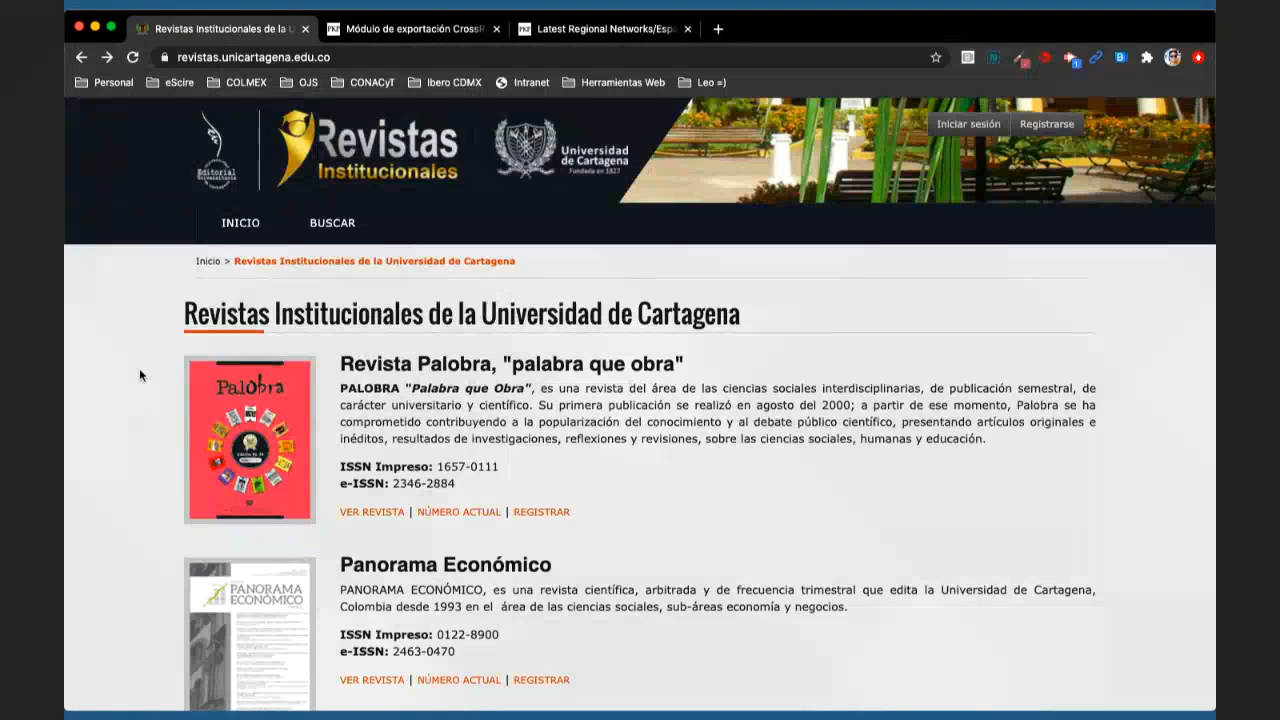 Revistas Institucionales de la U
Módulo de exportación CrossR
Latest Regional Networks/Espa
revistas.unicartagena.edu.co
Personal
eScire
COLMEX
OJS
CONACyT
Ibero CDMX
Intranet
Herramientas Web
Leo =)
Editorial
Universitaria
Revistas
Institucionales
Universidad
de Cartagena
Fundada en 1827
Iniciar sesión
Registrarse
INICIO
BUSCAR
Inicio > Revistas Institucionales de la Universidad de Cartagena
Revistas Institucionales de la Universidad de Cartagena
Palobra
Revista Palobra, "palabra que obra"
PALOBRA "Palabra que Obra", es una revista del área de las ciencias sociales interdisciplinarias, de publicación semestral, de
carácter universitario y científico. Su primera publicación se realizó en agosto del 2000; a partir de ese momento, Palobra se ha
comprometido contribuyendo a la popularización del conocimiento y al debate público científico, presentando artículos originales e
inéditos, resultados de investigaciones, reflexiones y revisiones, sobre las ciencias sociales, humanas y educación.
ISSN Impreso: 1657-0111
e-ISSN: 2346-2884
VER REVISTA | NÚMERO ACTUAL | REGISTRAR
PANORAMA
ECONÓMICO
Panorama Económico
PANORAMA ECONÓMICO, es una revista científica, arbitrada y de frecuencia trimestral que edita la Universidad de Cartagena,
Colombia desde 1993 en el área de las ciencias sociales, sub-áreas economía y negocios.
ISSN Impreso: 0122-8900
e-ISSN: 2463-0470
VER REVISTA | NÚMERO ACTUAL | REGISTRAR